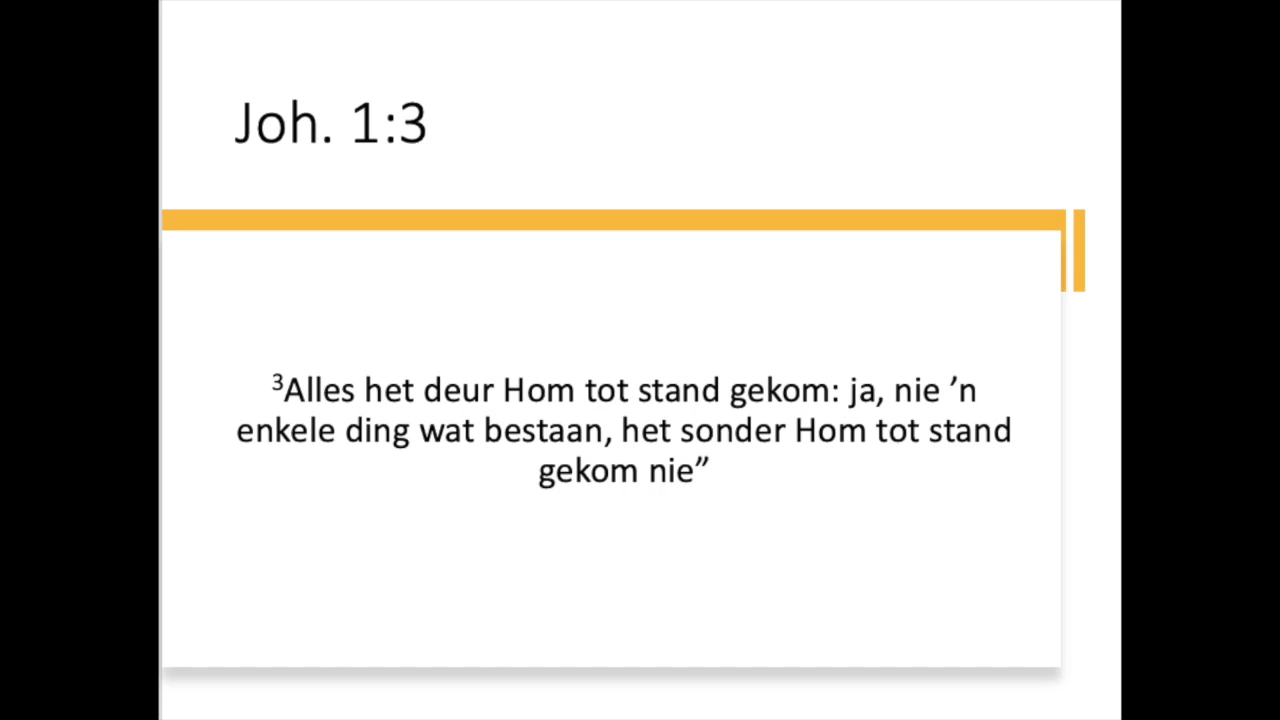 Joh. 1:3
³Alles het deur Hom tot stand gekom: ja, nie ’n
enkele ding wat bestaan, het sonder Hom tot stand
gekom nie”